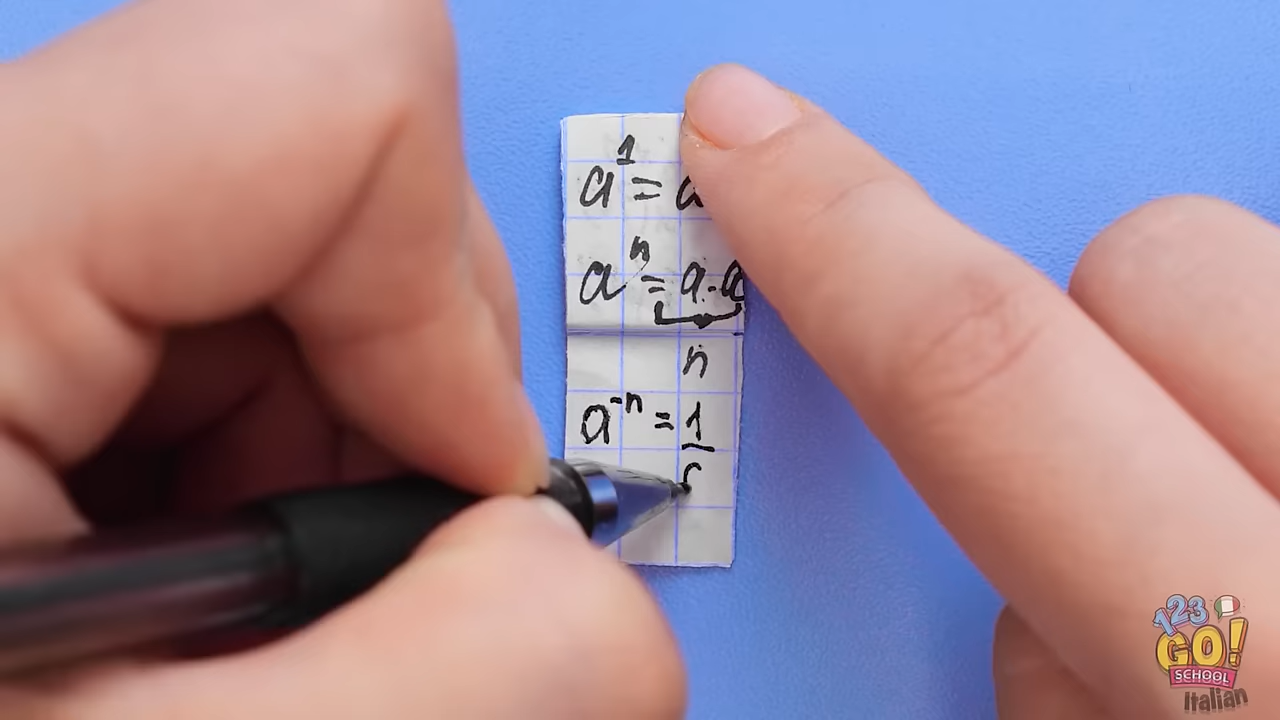 a¹ = a
aⁿ = a·a
n
a⁻ⁿ = 1
123
GO!
SCHOOL
Italian